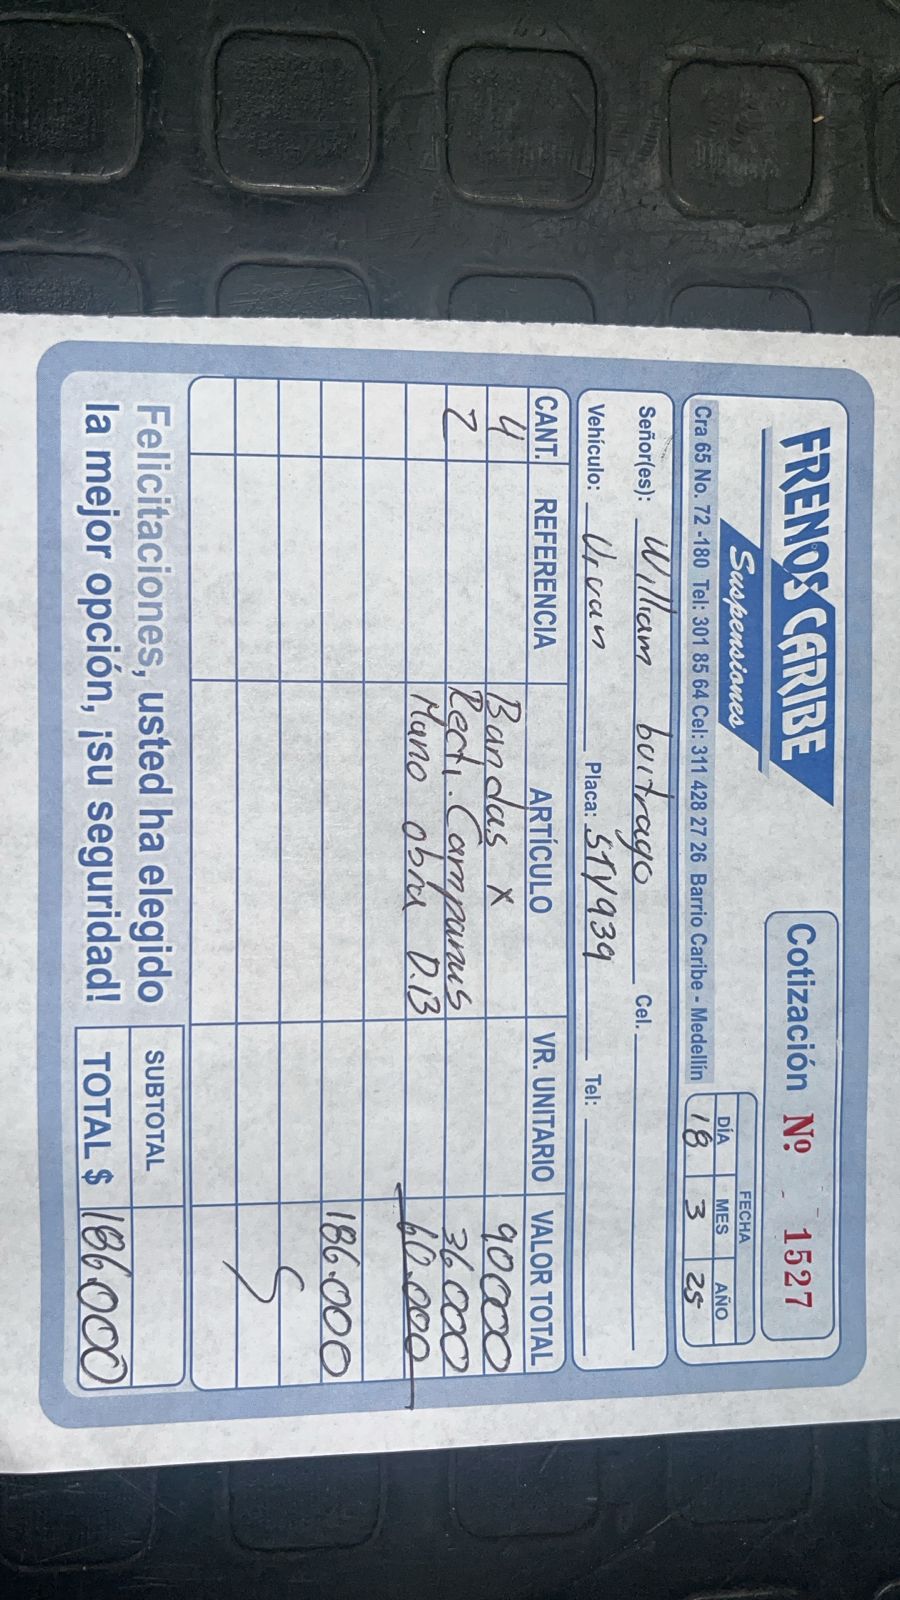 FRENOS CARIBE
Suspensiones
Cotización Nº 1527
FECHA
DÍA MES AÑO
18 3 25
Cra 65 No. 72 -180 Tel: 301 85 64 Cel: 311 428 27 26 Barrio Caribe - Medellín
Señor(es): William buitrago Cel.
Vehículo: Urvan Placa: STV939 Tel:
CANT. REFERENCIA ARTÍCULO VR. UNITARIO VALOR TOTAL
4 Bandas x 90000
2 Recti. Campanas 36000
Mano obra D.13 60.000
186.000
Felicitaciones, usted ha elegido
la mejor opción, ¡su seguridad!
SUBTOTAL
TOTAL $ 186.000